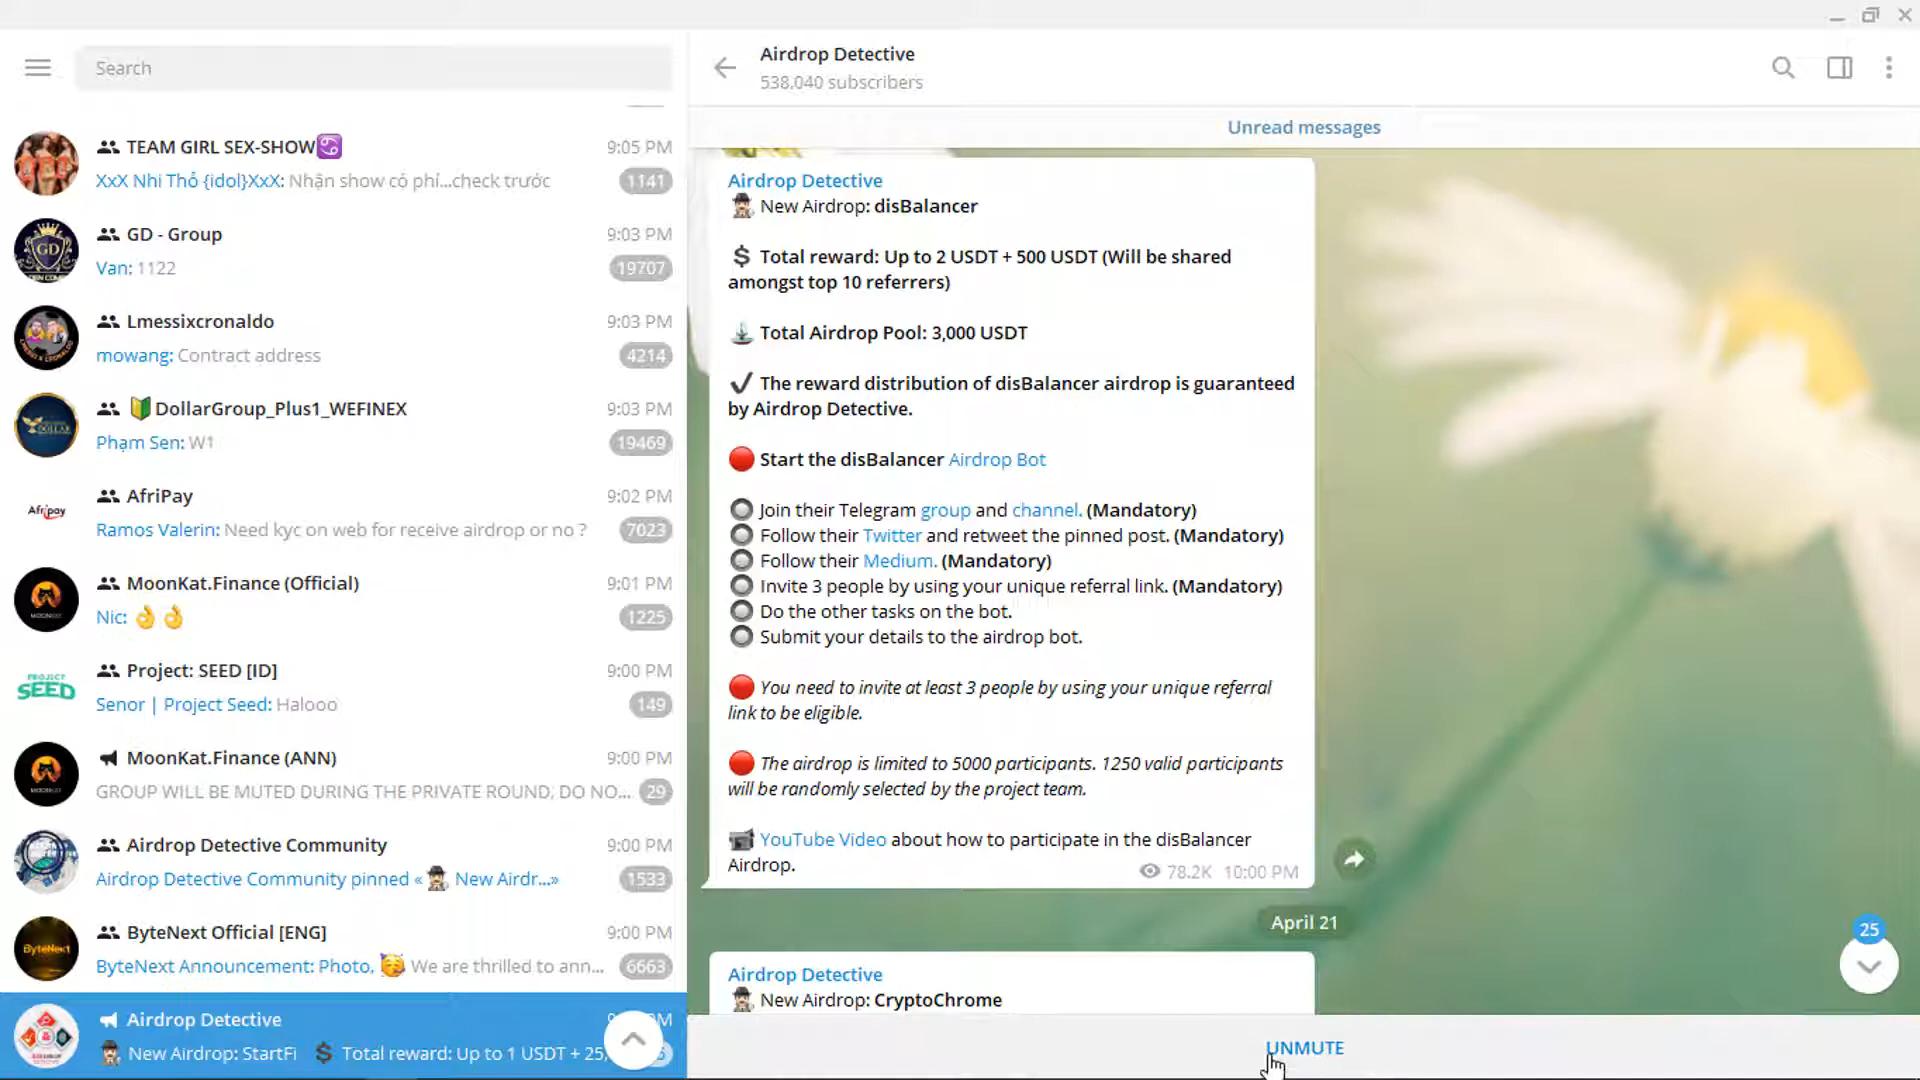 Search
TEAM GIRL SEX-SHOW♋
9:05 PM
XxX Nhi Thỏ {idol}XxX: Nhận show có phí...check trước
1141
GD - Group
9:03 PM
Van: 1122
19707
Lmessixcronaldo
9:03 PM
mowang: Contract address
4214
🔰DollarGroup_Plus1_WEFINEX
9:03 PM
Phạm Sen: W1
19469
Afripay
AfriPay
9:02 PM
Ramos Valerin: Need kyc on web for receive airdrop or no ?
7023
MoonKat.Finance (Official)
9:01 PM
Nic: 👌 👌
1225
PROJECT
SEED
Project: SEED [ID]
9:00 PM
Senor | Project Seed: Halooo
149
MoonKat.Finance (ANN)
9:00 PM
GROUP WILL BE MUTED DURING THE PRIVATE ROUND, DO NO...
29
Airdrop Detective Community
9:00 PM
Airdrop Detective Community pinned « 🕵 New Airdr...»
1533
ByteNext
ByteNext Official [ENG]
9:00 PM
ByteNext Announcement: Photo, 🥳 We are thrilled to ann...
6663
Airdrop Detective
🕵 New Airdrop: StartFi 💲 Total reward: Up to 1 USDT + 25,
Airdrop Detective
538,040 subscribers
Unread messages
Airdrop Detective
🕵 New Airdrop: disBalancer
💲 Total reward: Up to 2 USDT + 500 USDT (Will be shared
amongst top 10 referrers)
Total Airdrop Pool: 3,000 USDT
✔ The reward distribution of disBalancer airdrop is guaranteed
by Airdrop Detective.
🔴 Start the disBalancer Airdrop Bot
🔘 Join their Telegram group and channel. (Mandatory)
🔘 Follow their Twitter and retweet the pinned post. (Mandatory)
🔘 Follow their Medium. (Mandatory)
🔘 Invite 3 people by using your unique referral link. (Mandatory)
🔘 Do the other tasks on the bot.
🔘 Submit your details to the airdrop bot.
🔴 You need to invite at least 3 people by using your unique referral
link to be eligible.
🔴 The airdrop is limited to 5000 participants. 1250 valid participants
will be randomly selected by the project team.
🎥 YouTube Video about how to participate in the disBalancer
Airdrop.
78.2K 10:00 PM
April 21
25
Airdrop Detective
🕵 New Airdrop: CryptoChrome
UNMUTE